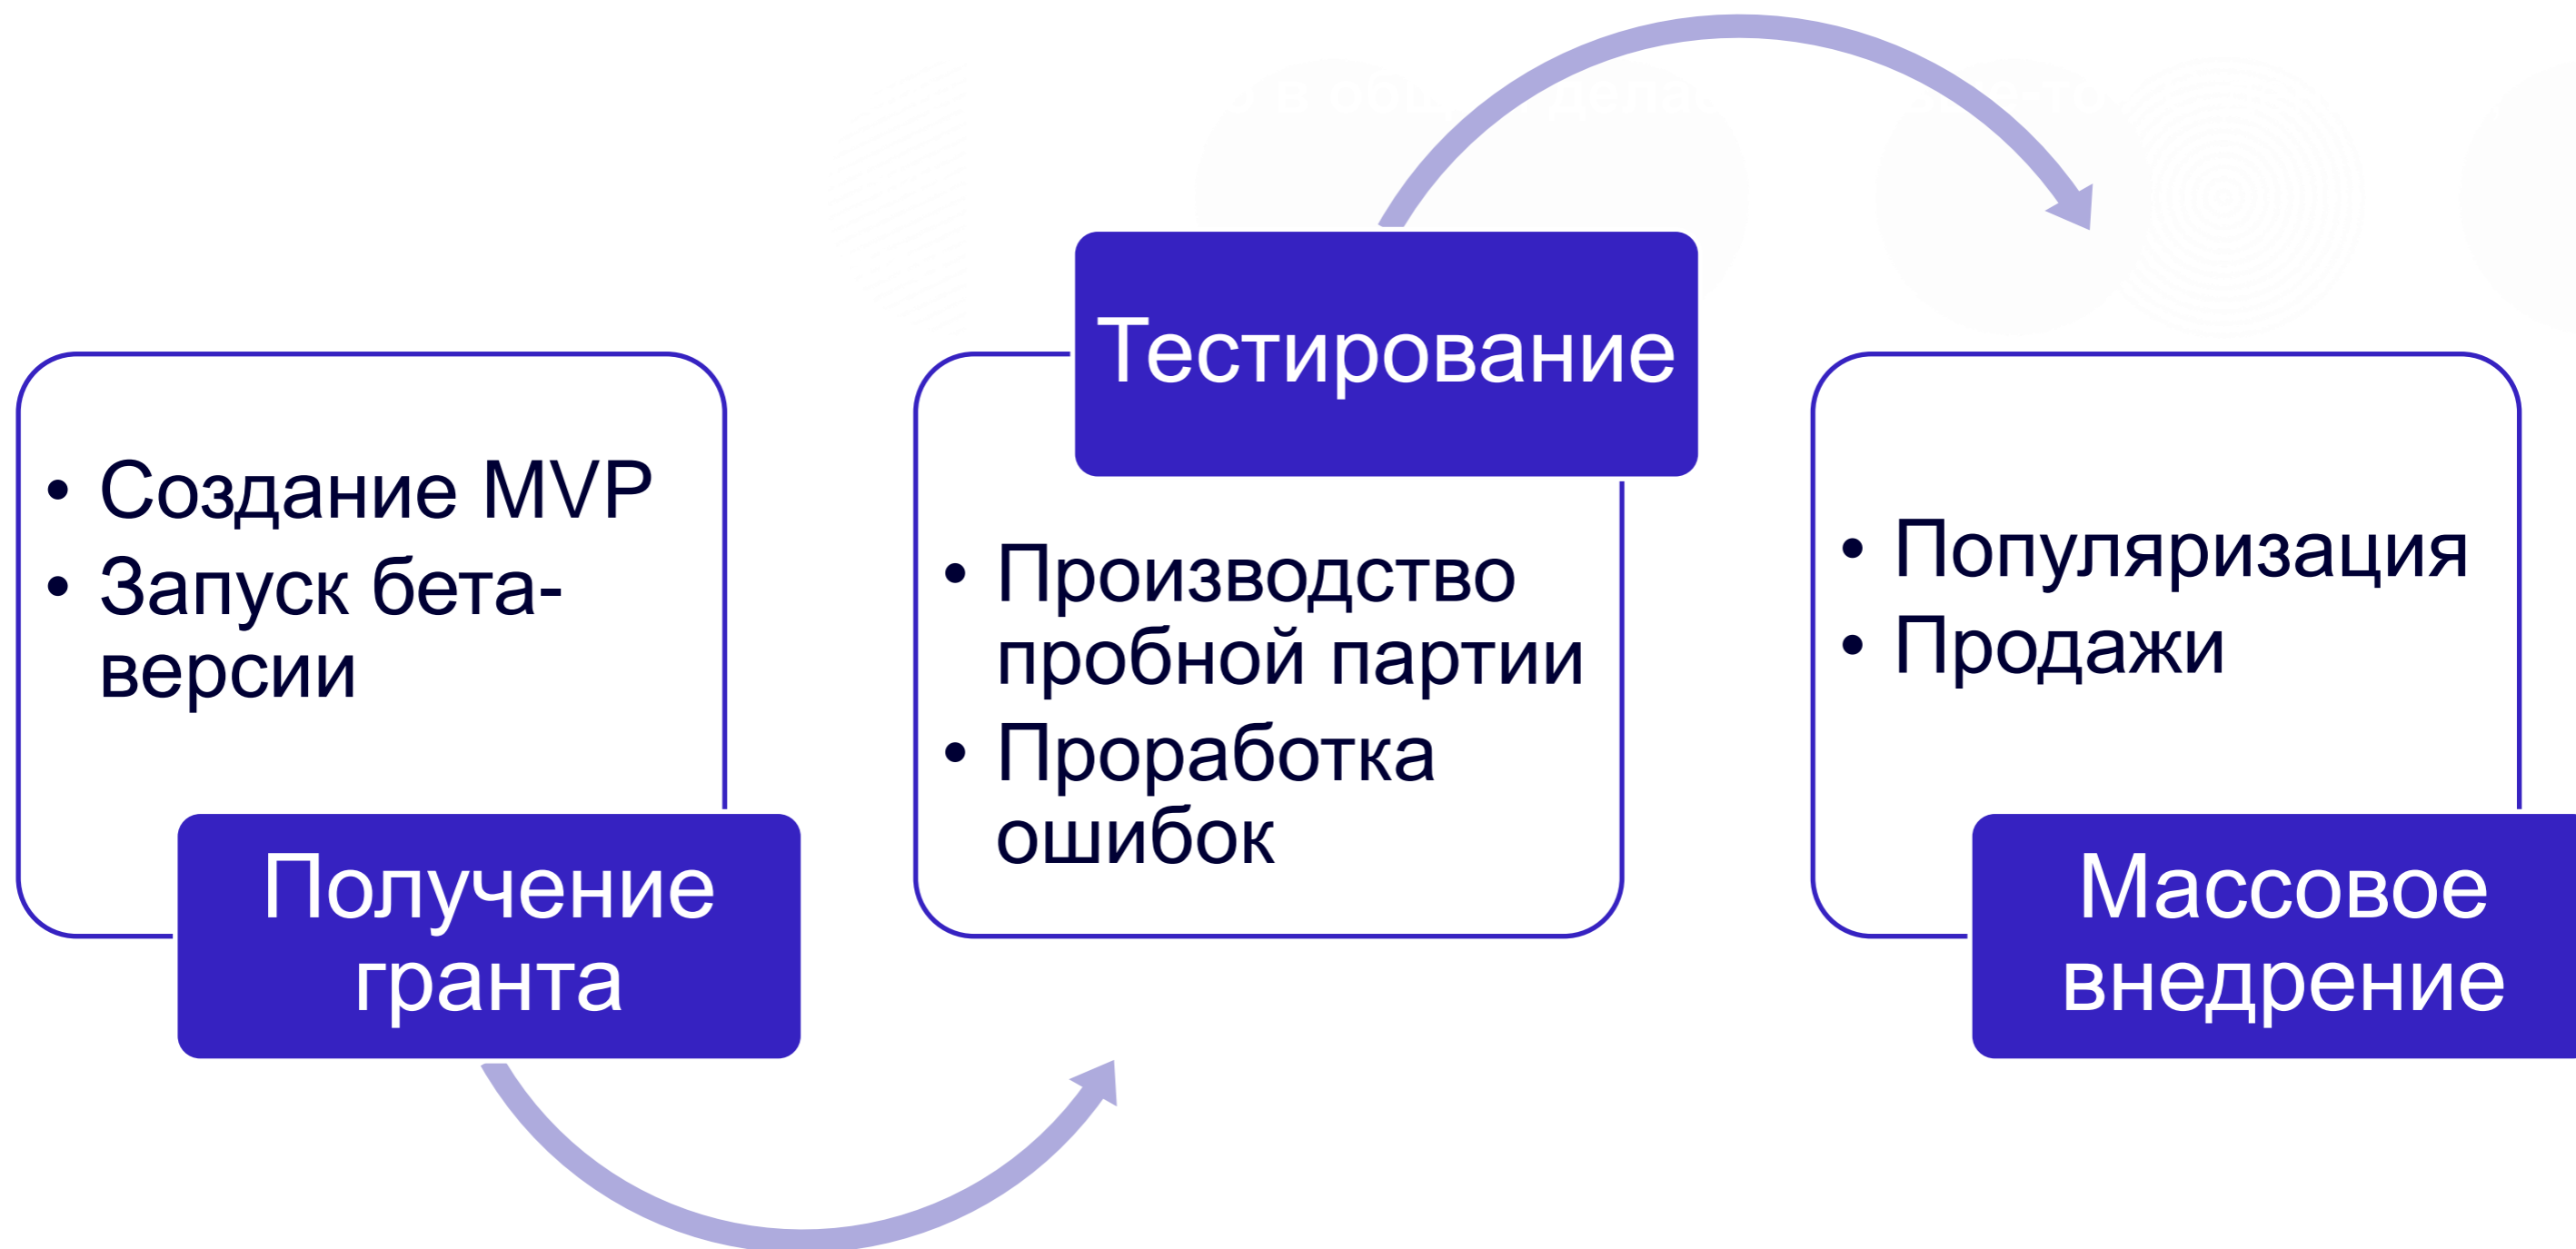 • Создание MVP
• Запуск бета-
версии
Получение
гранта
Тестирование
• Производство
пробной партии
• Проработка
ошибок
• Популяризация
• Продажи
Массовое
внедрение